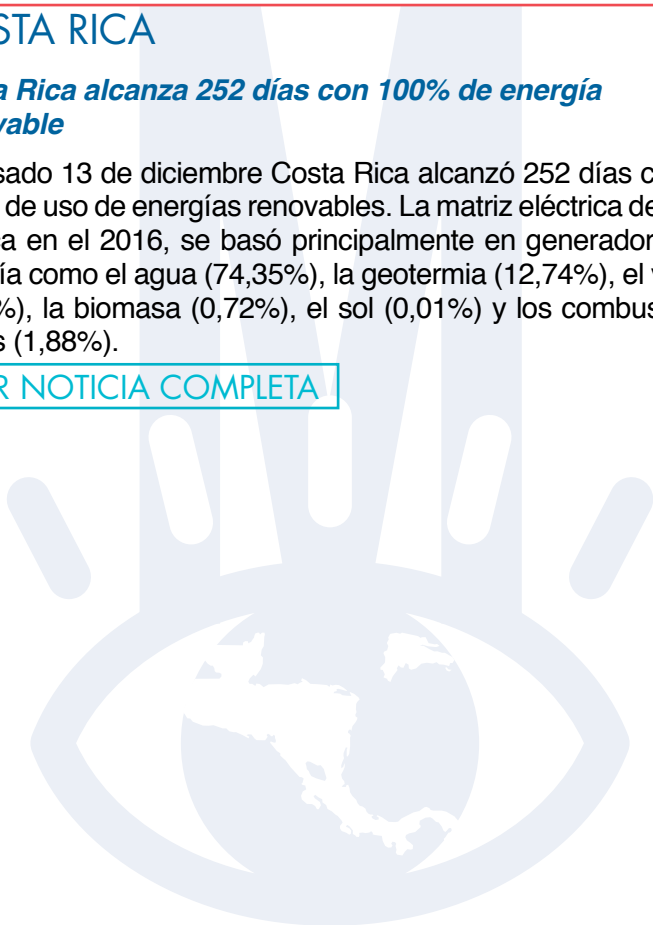 STA RICA
a Rica alcanza 252 días con 100% de energía
vable
sado 13 de diciembre Costa Rica alcanzó 252 días c
de uso de energías renovables. La matriz eléctrica de
ca en el 2016, se basó principalmente en generador
ía como el agua (74,35%), la geotermia (12,74%), el v
%), la biomasa (0,72%), el sol (0,01%) y los combus
s (1,88%).
R NOTICIA COMPLETA